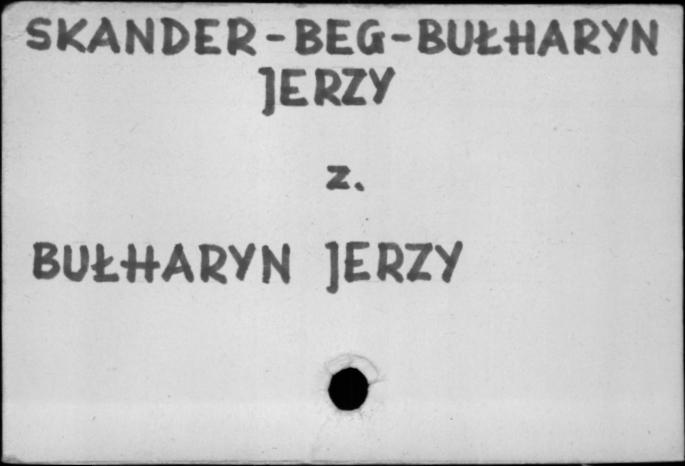 SKANDER-BEG-BUŁHARYN
JERZY
z.
BUŁHARYN JERZY